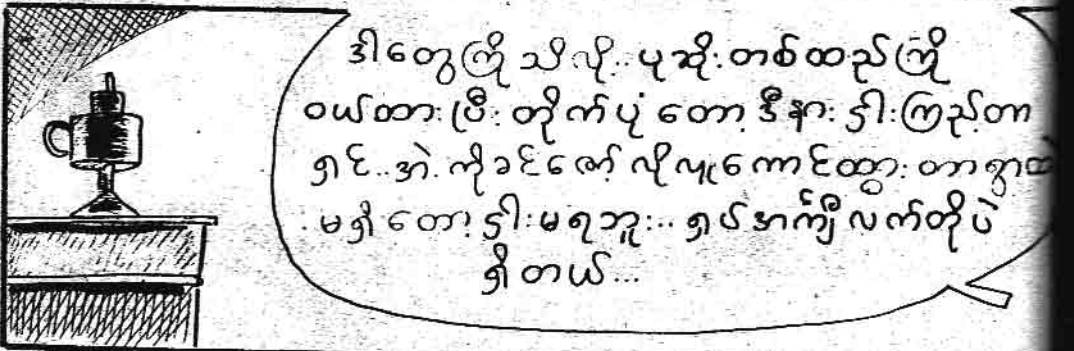 ဒါတွေကြို သိလို့.. ပုဆိုး တစ်ထည်ကြို
ဝယ်ထားပြီး တိုက်ပုံ တော့ ဒီနား ငှါးကြည့်တာ
ရှင်.. အဲ. ကိုခင်ဇော် လိုလူကောင်ထွားတာရွာထဲ
မရှိတော့ ငှါးမရဘူး... ရှပ်အင်္ကျီ လက်တိုပဲ
ရှိတယ်...